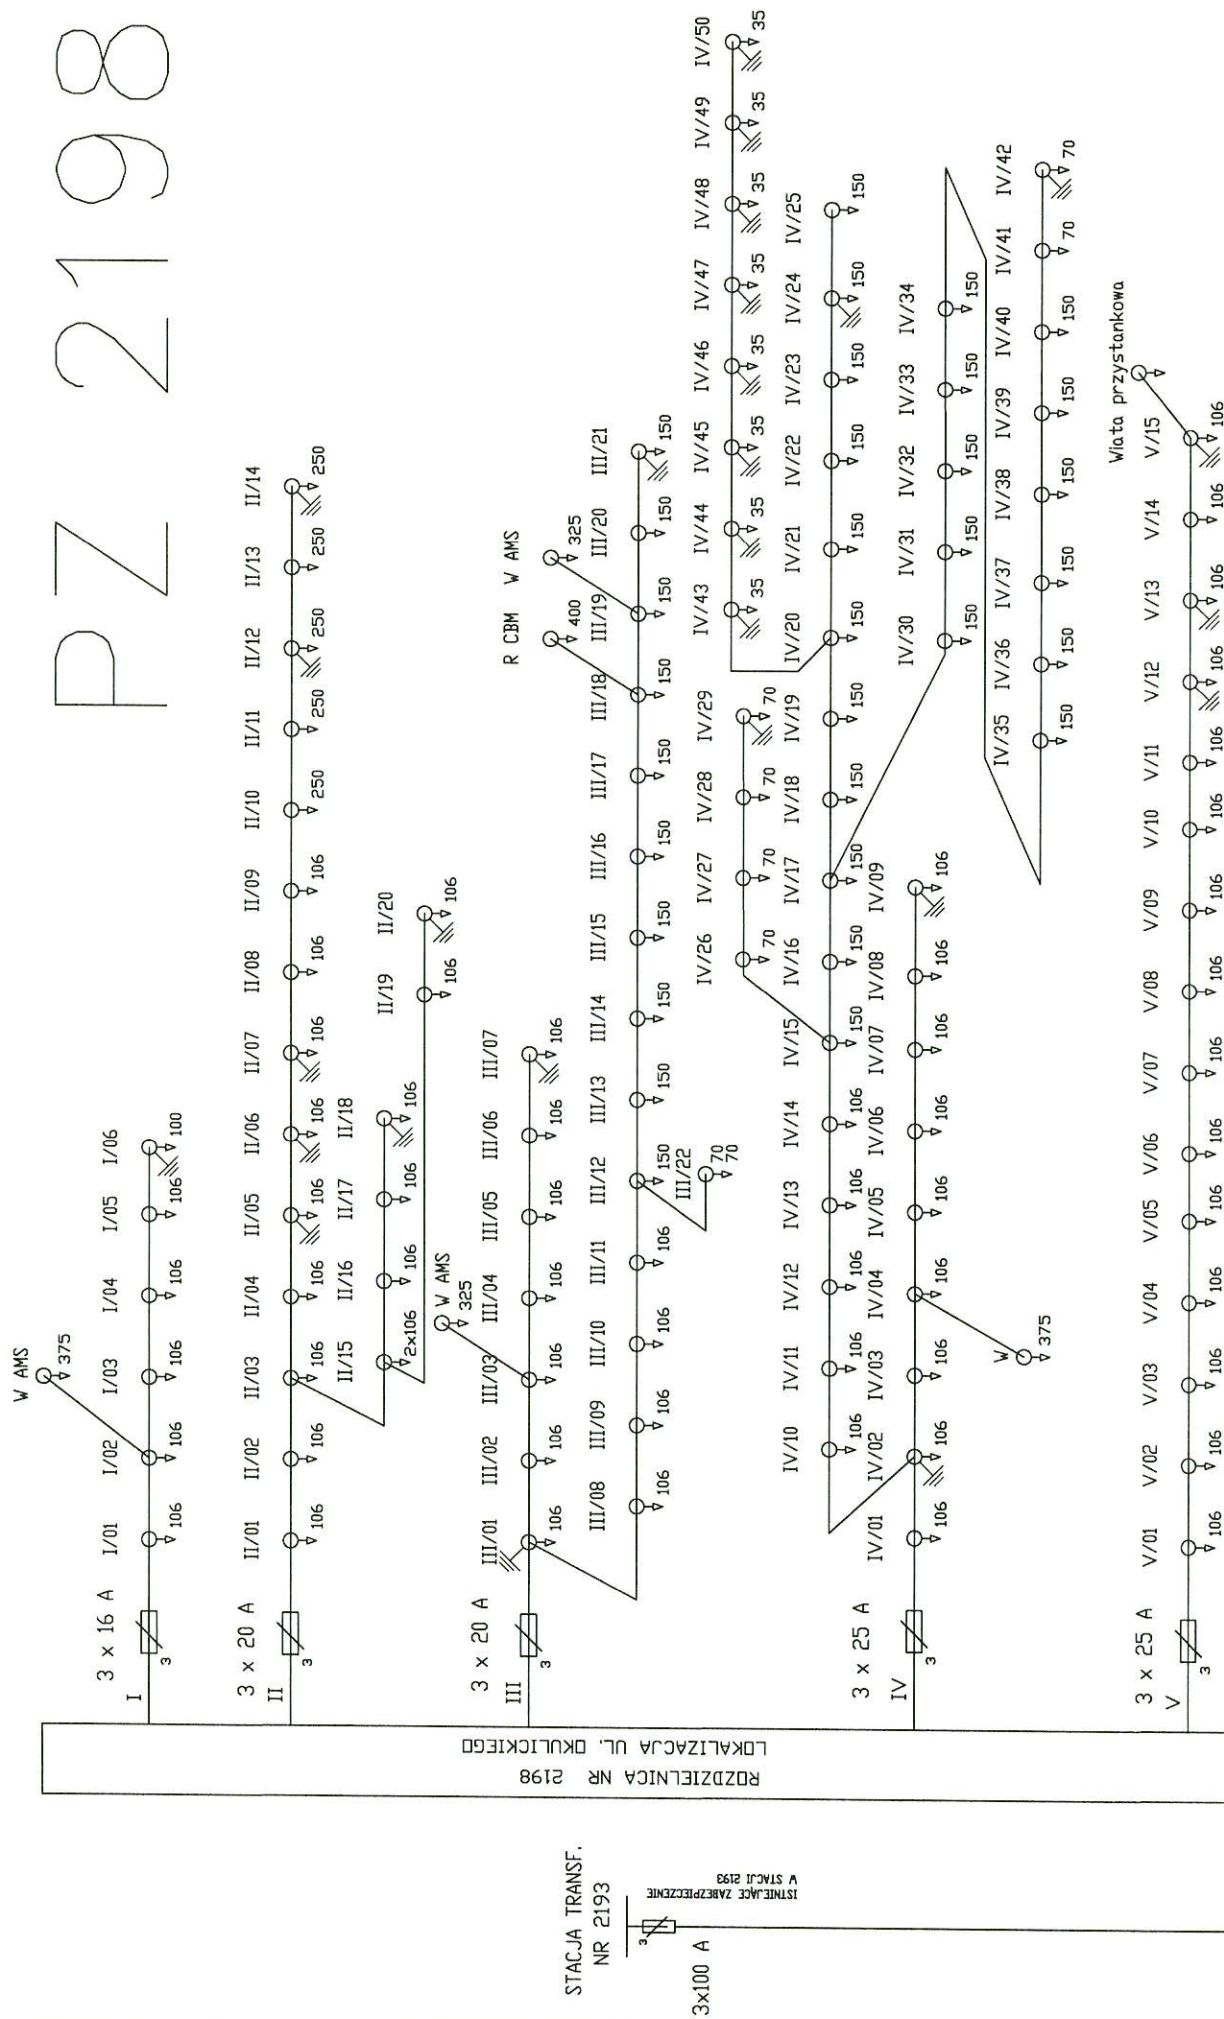 PZ 2198
W AMS
375
3 x 16 A
I/01 I/02 I/03 I/04 I/05 I/06
I
3
106 106 106 106 106 100
3 x 20 A
II/01 II/02 II/03 II/04 II/05 II/06 II/07 II/08 II/09 II/10 II/11 II/12 II/13 II/14
II
3
106 106 106 106 106 106 106 106 106 250 250 250 250 250
II/15 II/16 II/17 II/18
2x106 106 106 106
II/19 II/20
106 106
W AMS
325
3 x 20 A
III/01 III/02 III/03 III/04 III/05 III/06 III/07
III
3
106 106 106 106 106 106 106
R CBM W AMS
400 325
III/08 III/09 III/10 III/11 III/12 III/13 III/14 III/15 III/16 III/17 III/18 III/19 III/20 III/21
106 106 106 106 150 150 150 150 150 150 150 150 150 150
III/22
70
70
IV/43 IV/44 IV/45 IV/46 IV/47 IV/48 IV/49 IV/50
35 35 35 35 35 35 35 35
IV/26 IV/27 IV/28 IV/29
70 70 70 70
IV/10 IV/11 IV/12 IV/13 IV/14 IV/15 IV/16 IV/17 IV/18 IV/19 IV/20 IV/21 IV/22 IV/23 IV/24 IV/25
106 106 106 106 106 150 150 150 150 150 150 150 150 150 150 150
3 x 25 A
IV/01 IV/02 IV/03 IV/04 IV/05 IV/06 IV/07 IV/08 IV/09
IV
3
106 106 106 106 106 106 106 106 106
W
375
IV/30 IV/31 IV/32 IV/33 IV/34
150 150 150 150 150
IV/35 IV/36 IV/37 IV/38 IV/39 IV/40 IV/41 IV/42
150 150 150 150 150 150 70 70
Wiata przystankowa
3 x 25 A
V/01 V/02 V/03 V/04 V/05 V/06 V/07 V/08 V/09 V/10 V/11 V/12 V/13 V/14 V/15
V
3
106 106 106 106 106 106 106 106 106 106 106 106 106 106 106
ROZDZIELNICA NR 2198
LOKALIZACJA UL. OKULICKIEGO
STACJA TRANSF.
NR 2193
3
3x100 A
ISTNIEJĄCE ZABEZPIECZENIE
W STACJI 2193